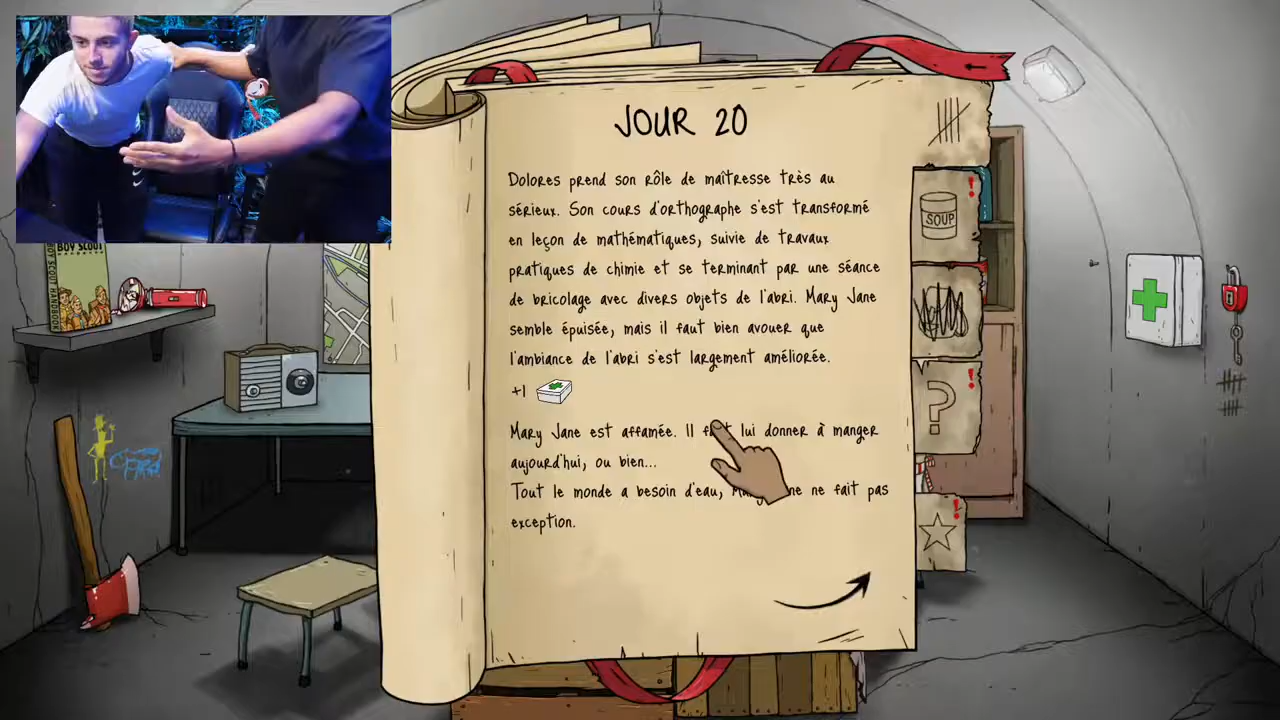 JOUR 20
Dolores prend son rôle de maîtresse très au
sérieux. Son cours d'orthographe s'est transformé
en leçon de mathématiques, suivie de travaux
pratiques de chimie et se terminant par une séance
de bricolage avec divers objets de l'abri. Mary Jane
semble épuisée, mais il faut bien avouer que
l'ambiance de l'abri s'est largement améliorée.
+1
Mary Jane est affamée. Il lui donner à manger
aujourd'hui, ou bien...
Tout le monde a besoin d'eau, ne fait pas
exception.
SOUP
!
?
!
!
BOY SCOUT
BOY SCOUT HANDBOOK